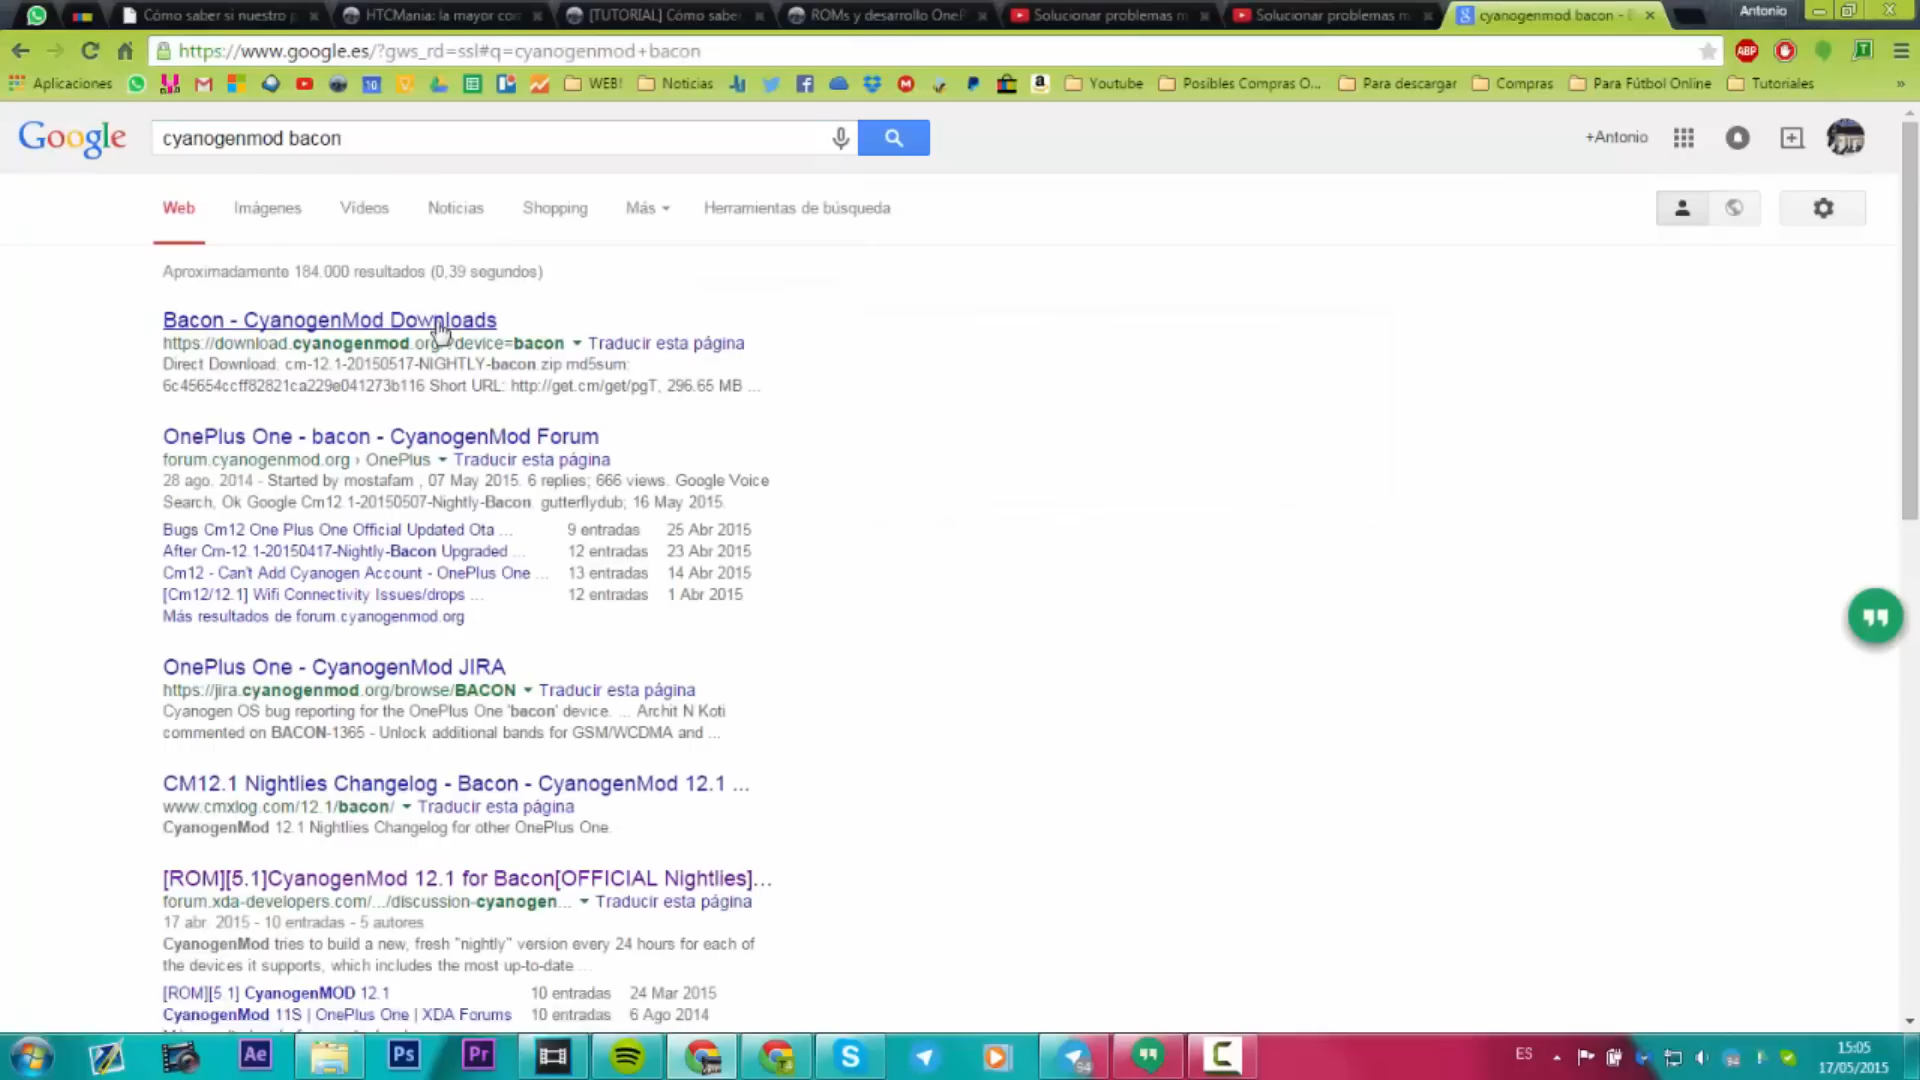 Cómo saber si nuestro p
HTCMania: la mayor com
[TUTORIAL] Cómo saber
ROMs y desarrollo OneP
Solucionar problemas m
Solucionar problemas m
cyanogenmod bacon -
Antonio
https://www.google.es/?gws_rd=ssl#q=cyanogenmod+bacon
ABP
Aplicaciones
10
WEB!
Noticias
Youtube
Posibles Compras O...
Para descargar
Compras
Para Fútbol Online
Tutoriales
»
Google
cyanogenmod bacon
+Antonio
Web
Imágenes
Vídeos
Noticias
Shopping
Más
Herramientas de búsqueda
Aproximadamente 184.000 resultados (0,39 segundos)
Bacon - CyanogenMod Downloads
https://download.cyanogenmod.org/?device=bacon Traducir esta página
Direct Download: cm-12.1-20150517-NIGHTLY-bacon.zip md5sum:
6c45654ccff82821ca229e041273b116 Short URL: http://get.cm/get/pgT, 296.65 MB ...
OnePlus One - bacon - CyanogenMod Forum
forum.cyanogenmod.org › OnePlus Traducir esta página
28 ago. 2014 - Started by mostafam , 07 May 2015. 6 replies; 666 views. Google Voice
Search, Ok Google Cm12.1-20150507-Nightly-Bacon. gutterflydub; 16 May 2015.
Bugs Cm12 One Plus One Official Updated Ota ... 9 entradas 25 Abr 2015
After Cm-12.1-20150417-Nightly-Bacon Upgraded ... 12 entradas 23 Abr 2015
Cm12 - Can't Add Cyanogen Account - OnePlus One ... 13 entradas 14 Abr 2015
[Cm12/12.1] Wifi Connectivity Issues/drops ... 12 entradas 1 Abr 2015
Más resultados de forum.cyanogenmod.org
OnePlus One - CyanogenMod JIRA
https://jira.cyanogenmod.org/browse/BACON Traducir esta página
Cyanogen OS bug reporting for the OnePlus One 'bacon' device. ... Archit N Koti
commented on BACON-1365 - Unlock additional bands for GSM/WCDMA and ...
CM12.1 Nightlies Changelog - Bacon - CyanogenMod 12.1 ...
www.cmxlog.com/12.1/bacon/ Traducir esta página
CyanogenMod 12.1 Nightlies Changelog for other OnePlus One.
[ROM][5.1]CyanogenMod 12.1 for Bacon[OFFICIAL Nightlies]...
forum.xda-developers.com/.../discussion-cyanogen... Traducir esta página
17 abr. 2015 - 10 entradas - 5 autores
CyanogenMod tries to build a new, fresh "nightly" version every 24 hours for each of
the devices it supports, which includes the most up-to-date ...
[ROM][5.1] CyanogenMOD 12.1 10 entradas 24 Mar 2015
CyanogenMod 11S | OnePlus One | XDA Forums 10 entradas 6 Ago 2014
Ae
Ps
Pr
ES
15:05
17/05/2015